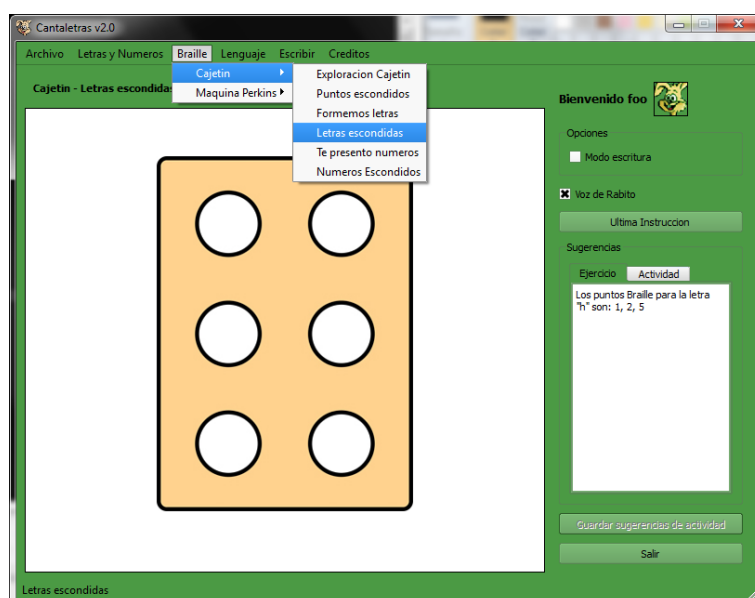 Cantaletras v2.0
Archivo Letras y Numeros Braille Lenguaje Escribir Creditos
Cajetin
Maquina Perkins
Exploracion Cajetin
Puntos escondidos
Formemos letras
Letras escondidas
Te presento numeros
Numeros Escondidos
Cajetin - Letras escondidas
Bienvenido foo
Opciones
Modo escritura
Voz de Rabito
Ultima Instruccion
Sugerencias
Ejercicio Actividad
Los puntos Braille para la letra
"h" son: 1, 2, 5
Guardar sugerencias de actividad
Salir
Letras escondidas